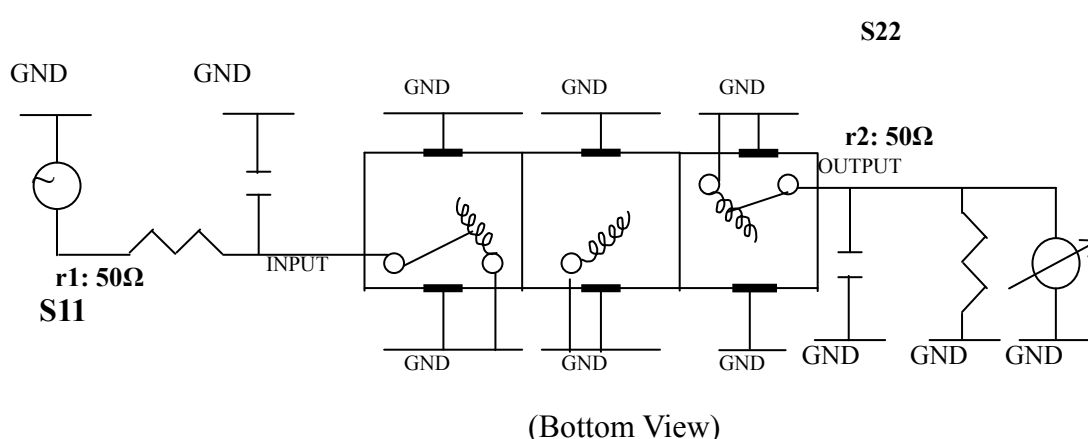 S22
GND
GND
GND
GND
GND
r2: 50Ω
OUTPUT
INPUT
r1: 50Ω
S11
GND
GND
GND
GND
GND
GND
(Bottom View)